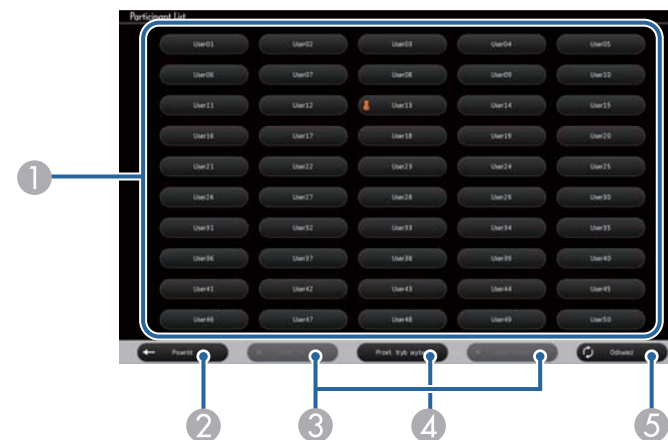 Participant List
User01 User02 User03 User04 User05
User06 User07 User08 User09 User10
User11 User12 User13 User14 User15
User16 User17 User18 User19 User20
1 User21 User22 User23 User24 User25
User26 User27 User28 User29 User30
User31 User32 User33 User34 User35
User36 User37 User38 User39 User40
User41 User42 User43 User44 User45
User46 User47 User48 User49 User50
Powrót Przeł. tryb Odśwież
2 3 4 5